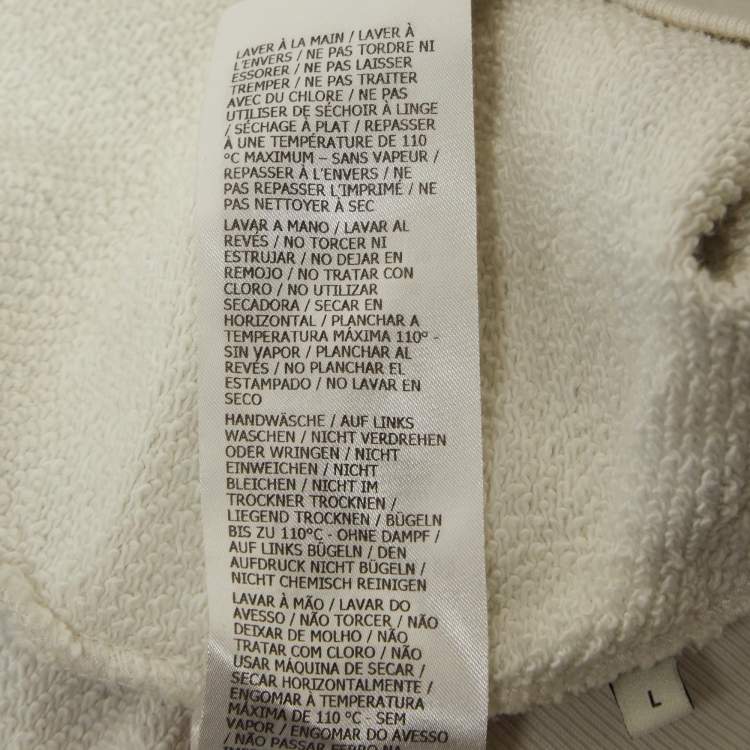 LAVER À LA MAIN / LAVER À
L'ENVERS / NE PAS TORDRE NI
ESSORER / NE PAS LAISSER
TREMPER / NE PAS TRAITER
AVEC DU CHLORE / NE PAS
UTILISER DE SÉCHOIR À LINGE
/ SÉCHAGE À PLAT / REPASSER
À UNE TEMPÉRATURE DE 110
°C MAXIMUM – SANS VAPEUR /
REPASSER À L'ENVERS / NE
PAS REPASSER L'IMPRIMÉ / NE
PAS NETTOYER À SEC
LAVAR A MANO / LAVAR AL
REVÉS / NO TORCER NI
ESTRUJAR / NO DEJAR EN
REMOJO / NO TRATAR CON
CLORO / NO UTILIZAR
SECADORA / SECAR EN
HORIZONTAL / PLANCHAR A
TEMPERATURA MÁXIMA 110° -
SIN VAPOR / PLANCHAR AL
REVÉS / NO PLANCHAR EL
ESTAMPADO / NO LAVAR EN
SECO
HANDWÄSCHE / AUF LINKS
WASCHEN / NICHT VERDREHEN
ODER WRINGEN / NICHT
EINWEICHEN / NICHT
BLEICHEN / NICHT IM
TROCKNER TROCKNEN /
LIEGEND TROCKNEN / BÜGELN
BIS ZU 110°C - OHNE DAMPF /
AUF LINKS BÜGELN / DEN
AUFDRUCK NICHT BÜGELN /
NICHT CHEMISCH REINIGEN
LAVAR À MÃO / LAVAR DO
AVESSO / NÃO TORCER / NÃO
DEIXAR DE MOLHO / NÃO
TRATAR COM CLORO / NÃO
USAR MÁQUINA DE SECAR /
SECAR HORIZONTALMENTE /
ENGOMAR À TEMPERATURA
MÁXIMA DE 110 °C - SEM
VAPOR / ENGOMAR DO AVESSO
/ NÃO PASSAR FERRO NA
L